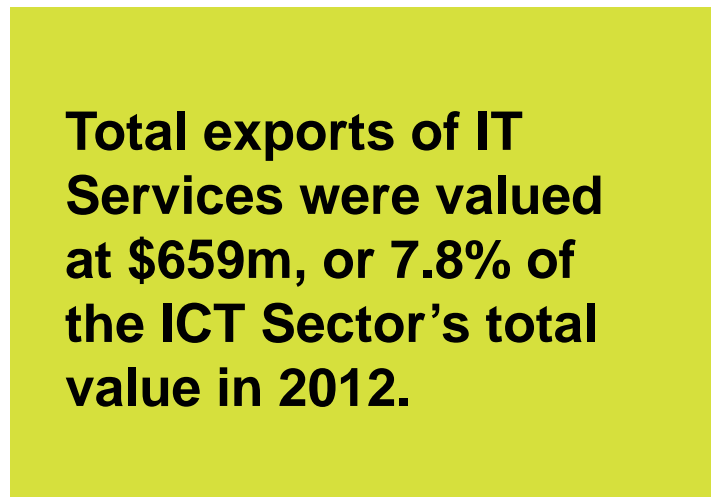 Total exports of IT
Services were valued
at $659m, or 7.8% of
the ICT Sector’s total
value in 2012.